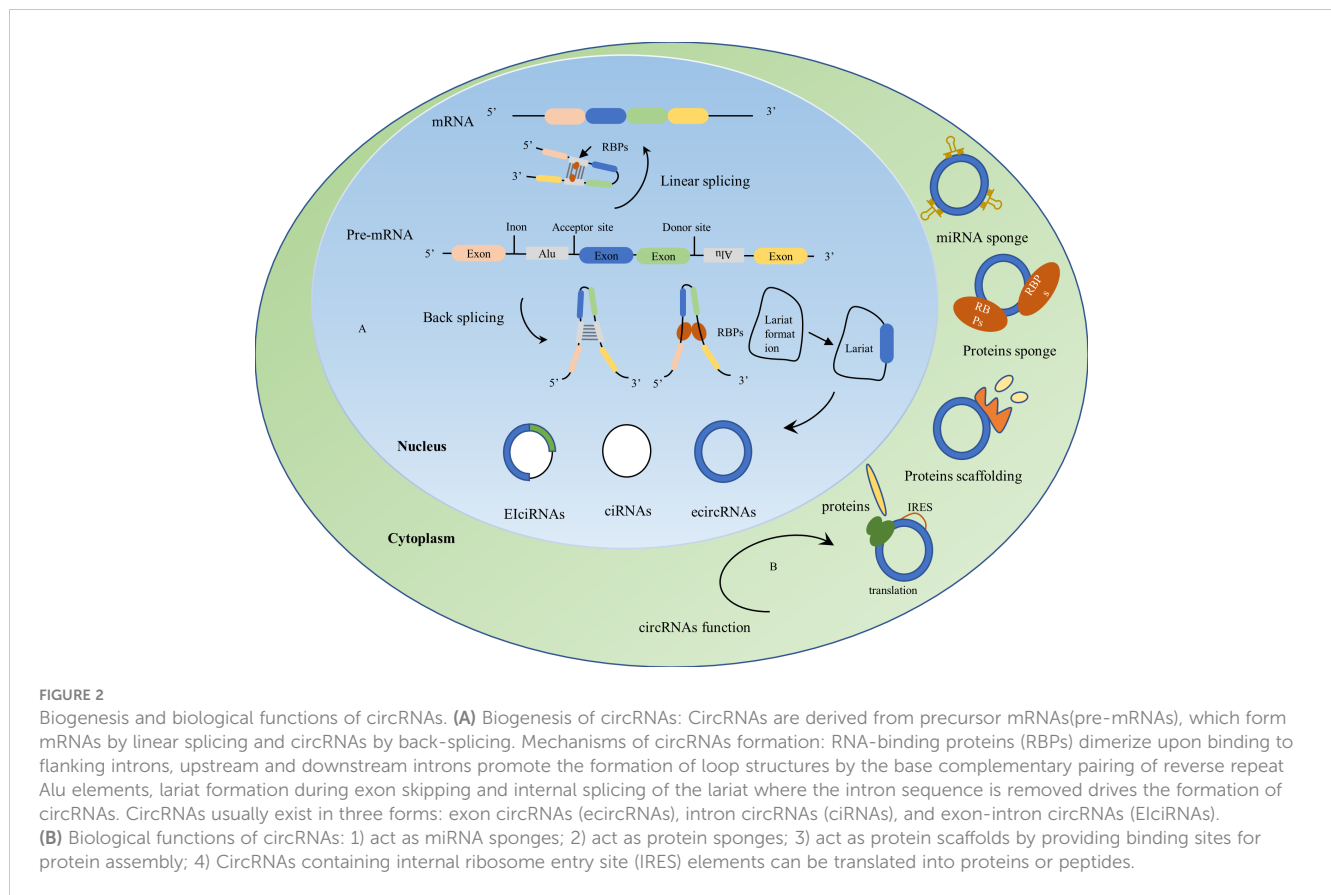 mRNA
5’
3’
5’
RBPs
3’
Linear splicing
Inon
Acceptor site
Donor site
Pre-mRNA
5’
Exon
Alu
Exon
Exon
Alu
Exon
3’
Back splicing
A
RBPs
Lariat
format
ion
Lariat
5’
3’
5’
3’
Nucleus
EIciRNAs
ciRNAs
ecircRNAs
Cytoplasm
miRNA sponge
RB
Ps
RBP
s
Proteins sponge
Proteins scaffolding
proteins
IRES
translation
B
circRNAs function
FIGURE 2
Biogenesis and biological functions of circRNAs. (A) Biogenesis of circRNAs: CircRNAs are derived from precursor mRNAs(pre-mRNAs), which form
mRNAs by linear splicing and circRNAs by back-splicing. Mechanisms of circRNAs formation: RNA-binding proteins (RBPs) dimerize upon binding to
flanking introns, upstream and downstream introns promote the formation of loop structures by the base complementary pairing of reverse repeat
Alu elements, lariat formation during exon skipping and internal splicing of the lariat where the intron sequence is removed drives the formation of
circRNAs. CircRNAs usually exist in three forms: exon circRNAs (ecircRNAs), intron circRNAs (ciRNAs), and exon-intron circRNAs (EIciRNAs).
(B) Biological functions of circRNAs: 1) act as miRNA sponges; 2) act as protein sponges; 3) act as protein scaffolds by providing binding sites for
protein assembly; 4) CircRNAs containing internal ribosome entry site (IRES) elements can be translated into proteins or peptides.